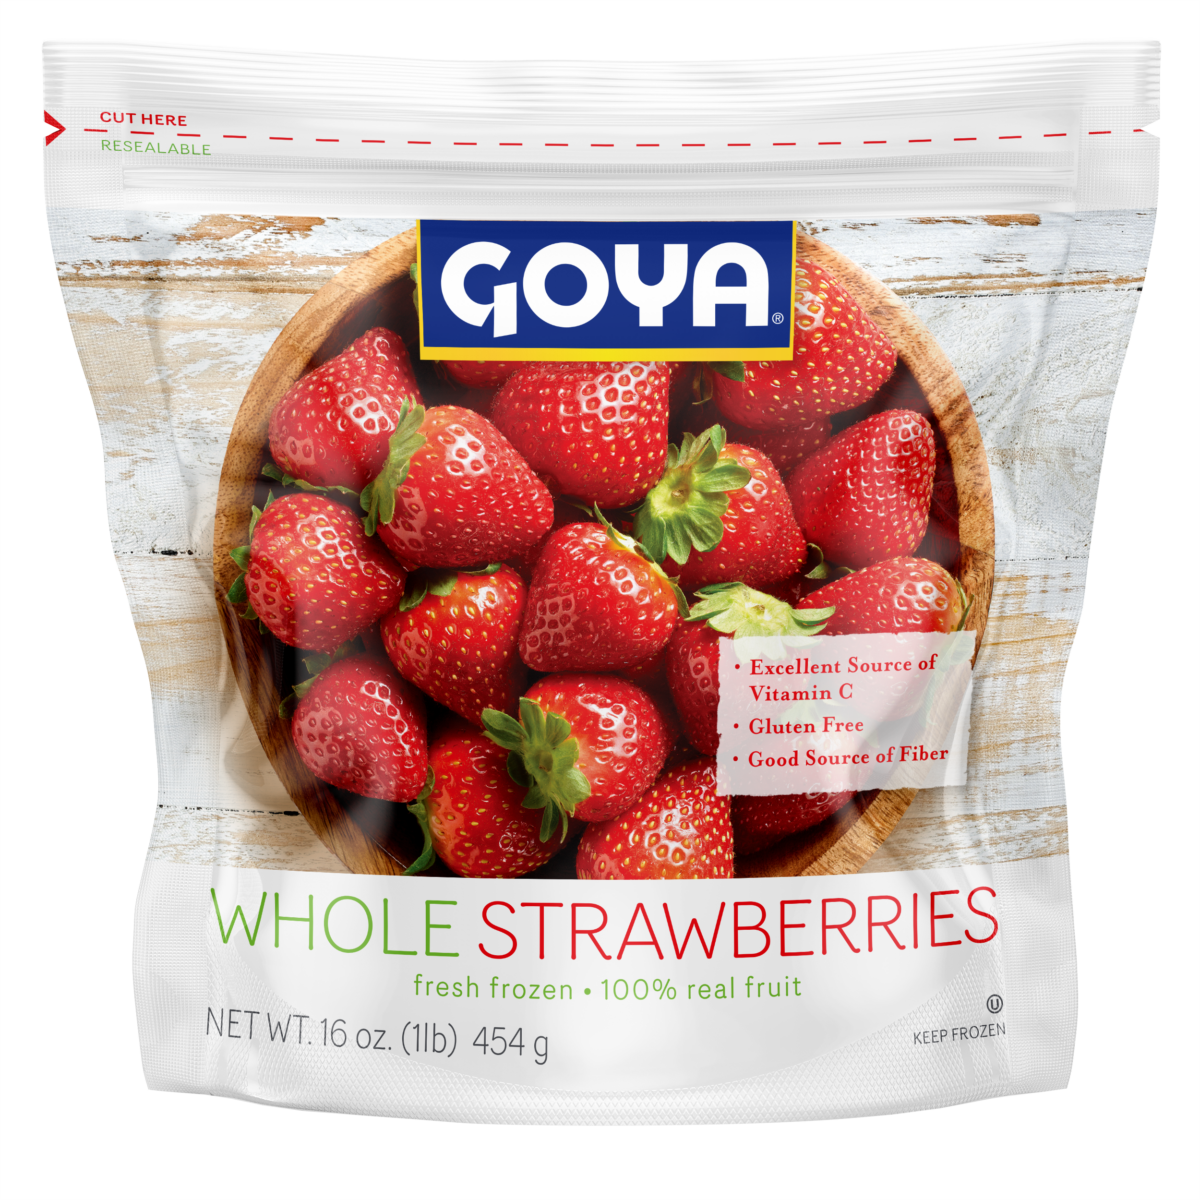 CUT HERE
RESEALABLE
GOYA®
• Excellent Source of
Vitamin C
• Gluten Free
• Good Source of Fiber
WHOLE STRAWBERRIES
fresh frozen • 100% real fruit
U
NET WT. 16 oz. (1lb) 454 g
KEEP FROZEN